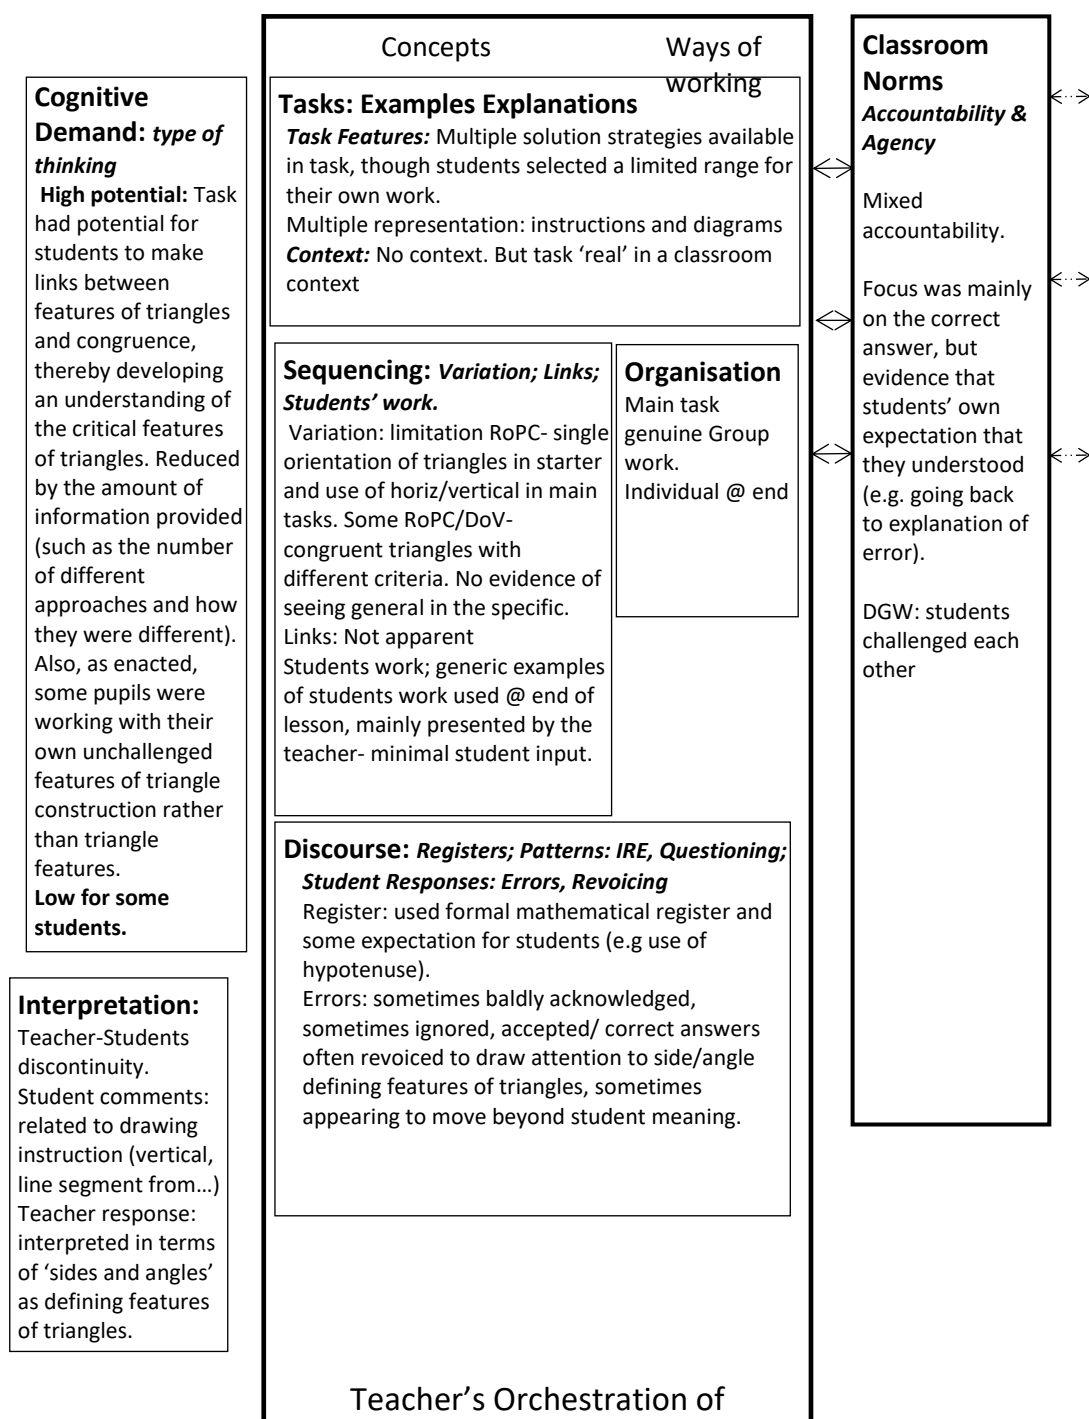 Concepts
Ways of
working
Cognitive
Demand: type of
thinking
High potential: Task
had potential for
students to make
links between
features of triangles
and congruence,
thereby developing
an understanding of
the critical features
of triangles. Reduced
by the amount of
information provided
(such as the number
of different
approaches and how
they were different).
Also, as enacted,
some pupils were
working with their
own unchallenged
features of triangle
construction rather
than triangle
features.
Low for some
students.
Interpretation:
Teacher-Students
discontinuity.
Student comments:
related to drawing
instruction (vertical,
line segment from…)
Teacher response:
interpreted in terms
of ‘sides and angles’
as defining features
of triangles.
Tasks: Examples Explanations
Task Features: Multiple solution strategies available
in task, though students selected a limited range for
their own work.
Multiple representation: instructions and diagrams
Context: No context. But task ‘real’ in a classroom
context
Sequencing: Variation; Links;
Students’ work.
Variation: limitation RoPC- single
orientation of triangles in starter
and use of horiz/vertical in main
tasks. Some RoPC/DoV-
congruent triangles with
different criteria. No evidence of
seeing general in the specific.
Links: Not apparent
Students work; generic examples
of students work used @ end of
lesson, mainly presented by the
teacher- minimal student input.
Organisation
Main task
genuine Group
work.
Individual @ end
Discourse: Registers; Patterns: IRE, Questioning;
Student Responses: Errors, Revoicing
Register: used formal mathematical register and
some expectation for students (e.g use of
hypotenuse).
Errors: sometimes baldly acknowledged,
sometimes ignored, accepted/ correct answers
often revoiced to draw attention to side/angle
defining features of triangles, sometimes
appearing to move beyond student meaning.
Teacher’s Orchestration of
Classroom
Norms
Accountability &
Agency
Mixed
accountability.
Focus was mainly
on the correct
answer, but
evidence that
students’ own
expectation that
they understood
(e.g. going back
to explanation of
error).
DGW: students
challenged each
other